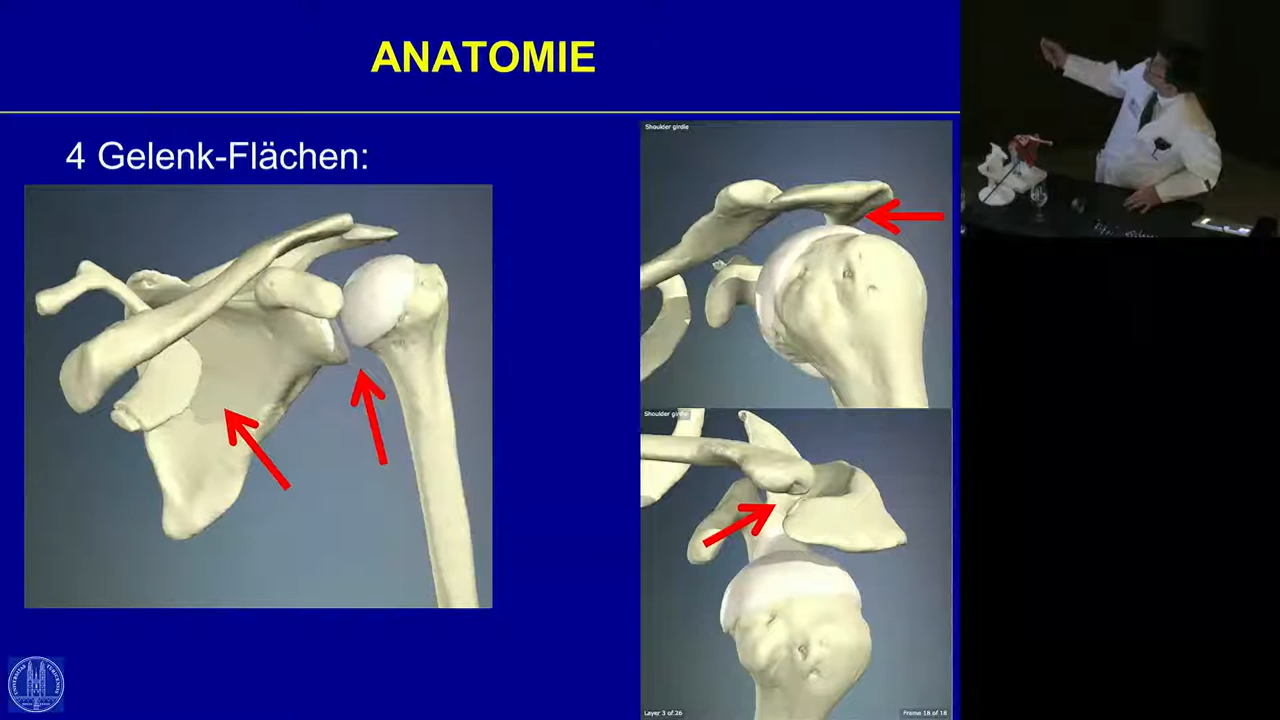 ANATOMIE
4 Gelenk-Flächen:
Shoulder girdle
Shoulder girdle
Layer 3 of 26
Frame 18 of 18